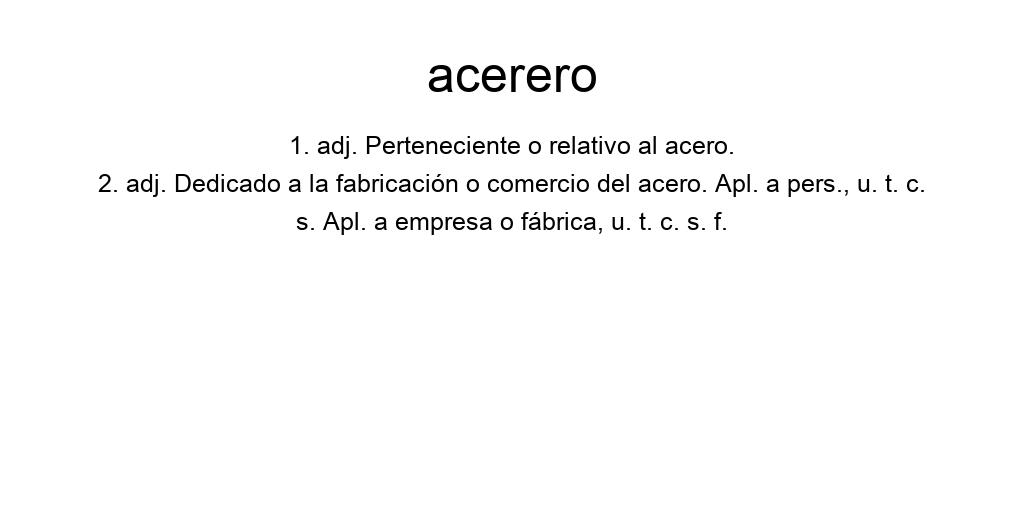 acerero
1. adj. Perteneciente o relativo al acero.
2. adj. Dedicado a la fabricación o comercio del acero. Apl. a pers., u. t. c.
s. Apl. a empresa o fábrica, u. t. c. s. f.